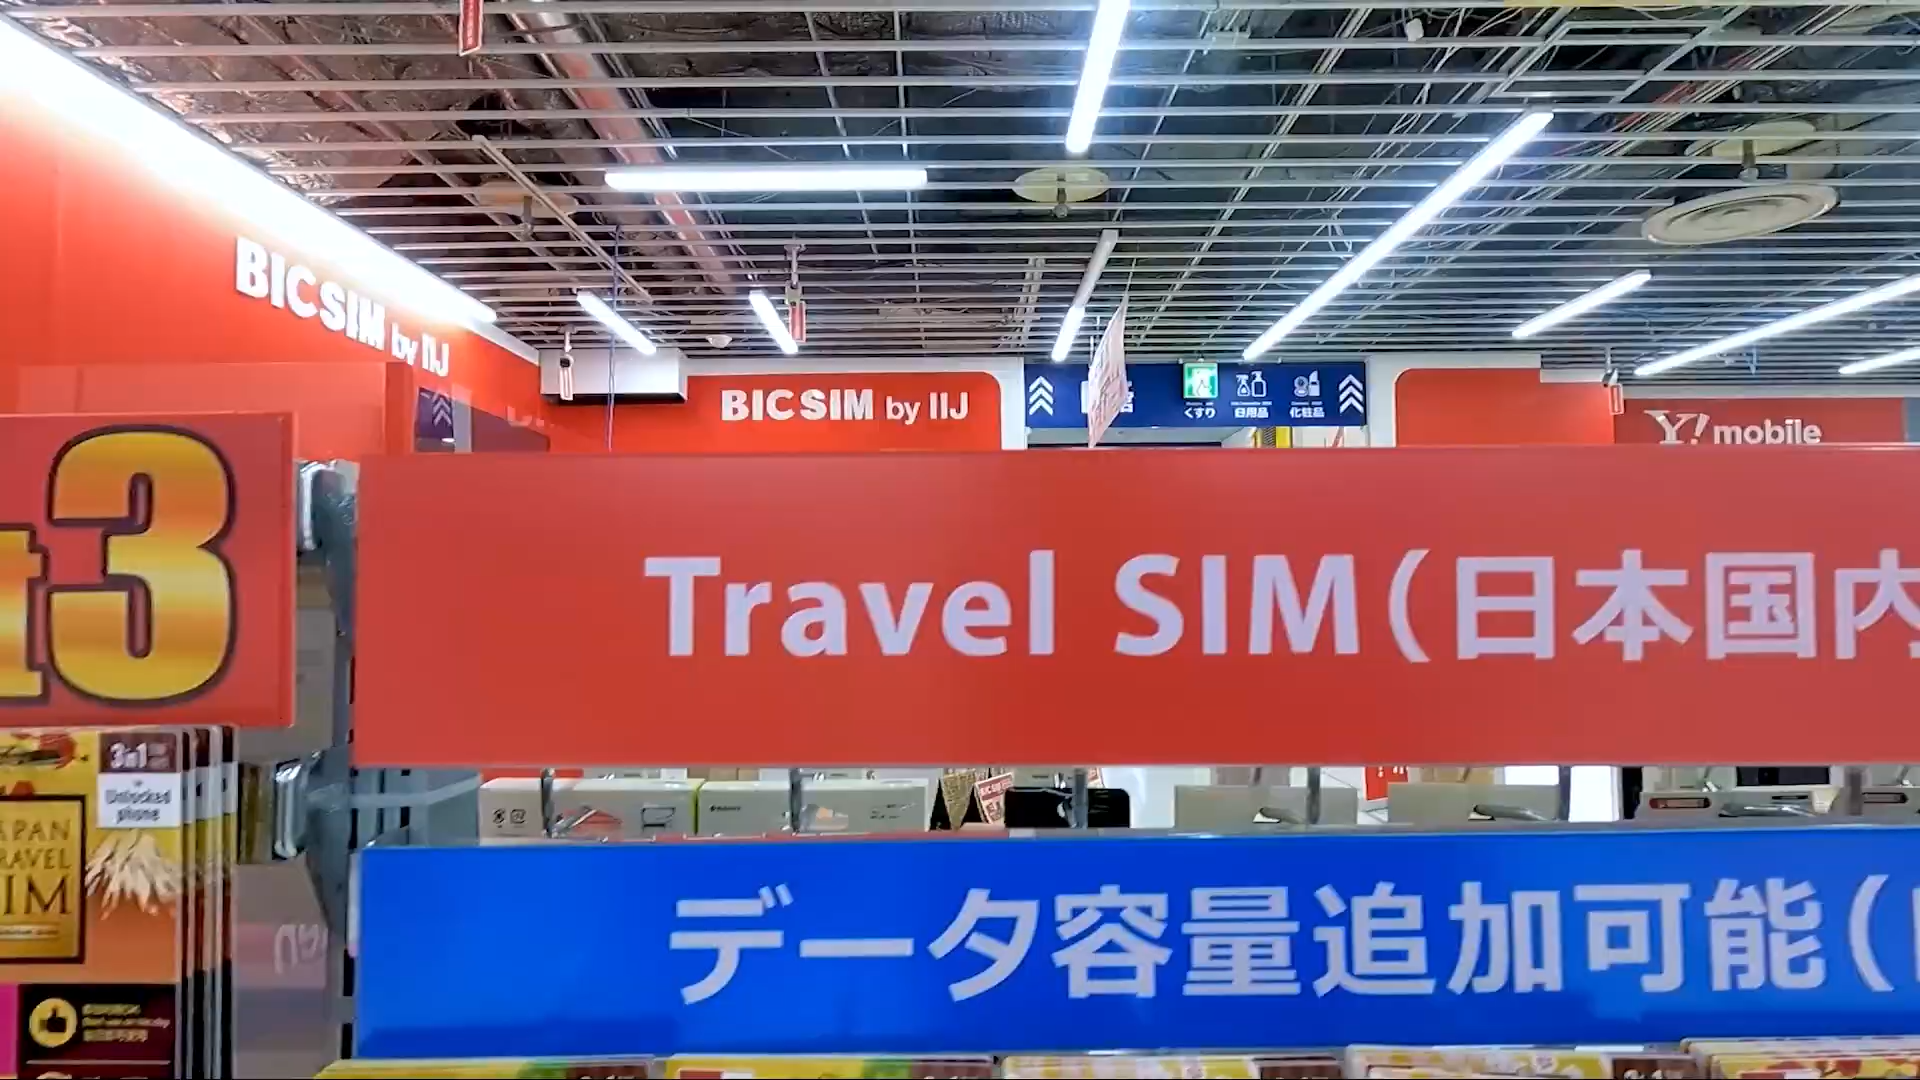 BIC SIM by IIJ
BIC SIM by IIJ
くすり
日用品
化粧品
Y!mobile
t3
Travel SIM(日本国内
3in1
Unlocked
phone
JAPAN
TRAVEL
SIM
データ容量追加可能(